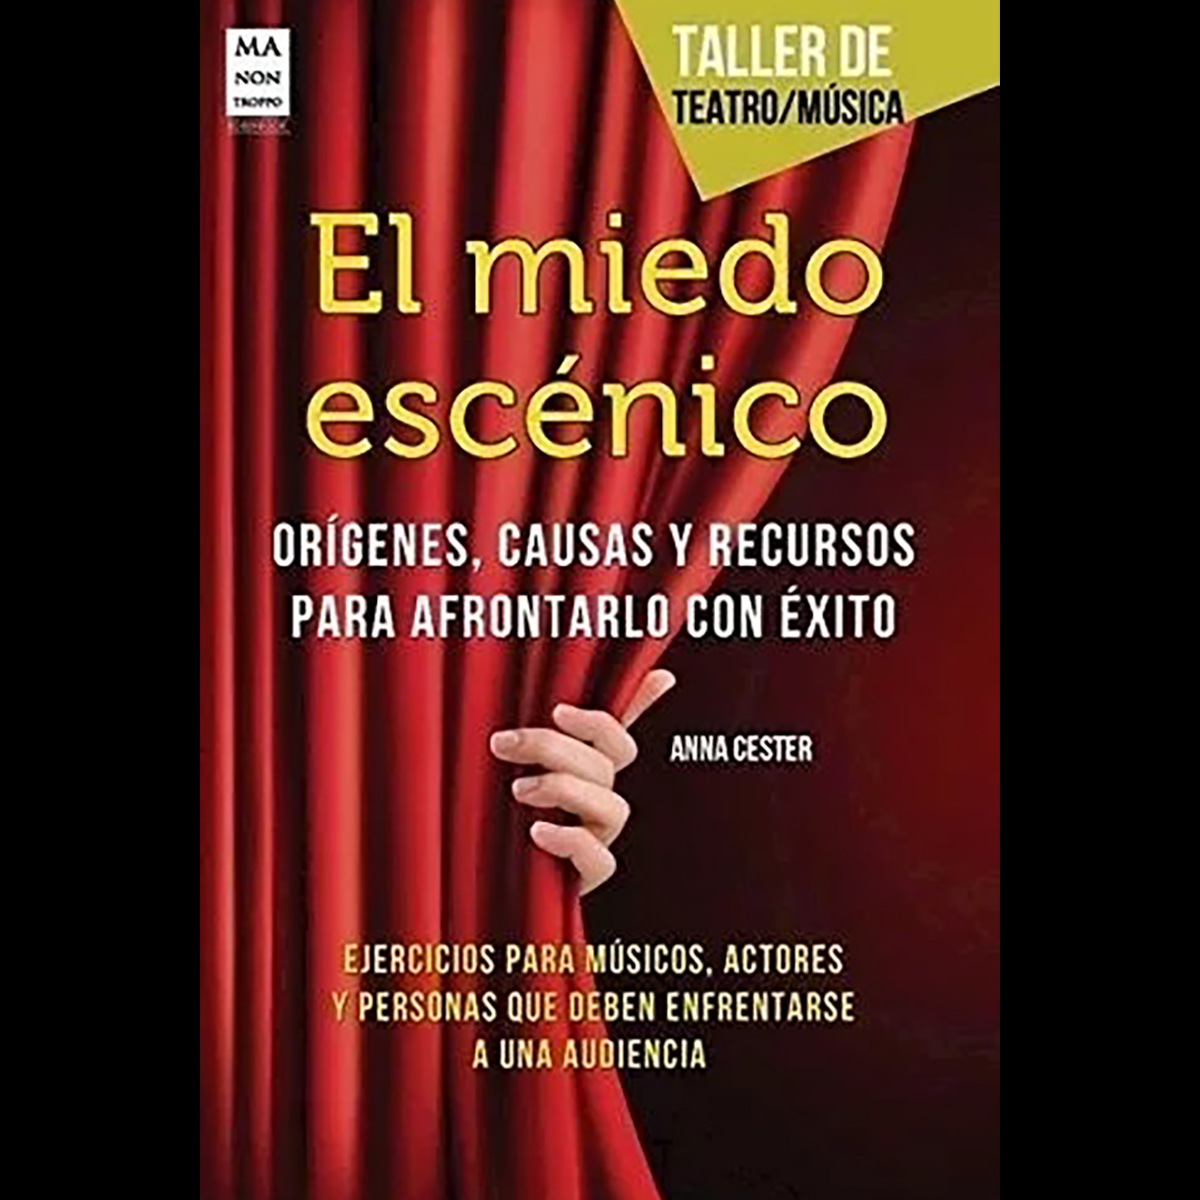 MA
NON
TROPPO
TALLER DE
TEATRO/MÚSICA
El miedo
escénico
ORÍGENES, CAUSAS Y RECURSOS
PARA AFRONTARLO CON ÉXITO
ANNA CESTER
EJERCICIOS PARA MÚSICOS, ACTORES
Y PERSONAS QUE DEBEN ENFRENTARSE
A UNA AUDIENCIA